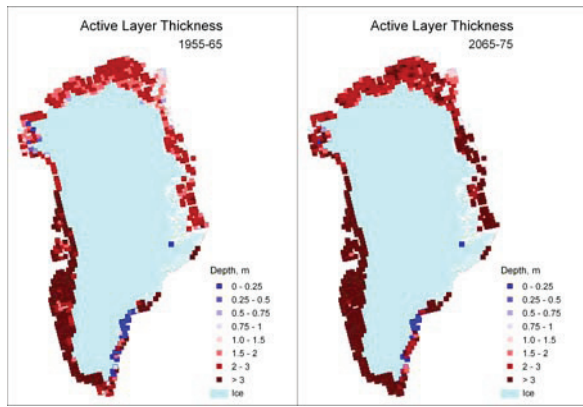 Active Layer Thickness
1955-65
Depth, m
0 - 0.25
0.25 - 0.5
0.5 - 0.75
0.75 - 1
1.0 - 1.5
1.5 - 2
2 - 3
> 3
Ice
Active Layer Thickness
2065-75
Depth, m
0 - 0.25
0.25 - 0.5
0.5 - 0.75
0.75 - 1
1.0 - 1.5
1.5 - 2
2 - 3
> 3
Ice